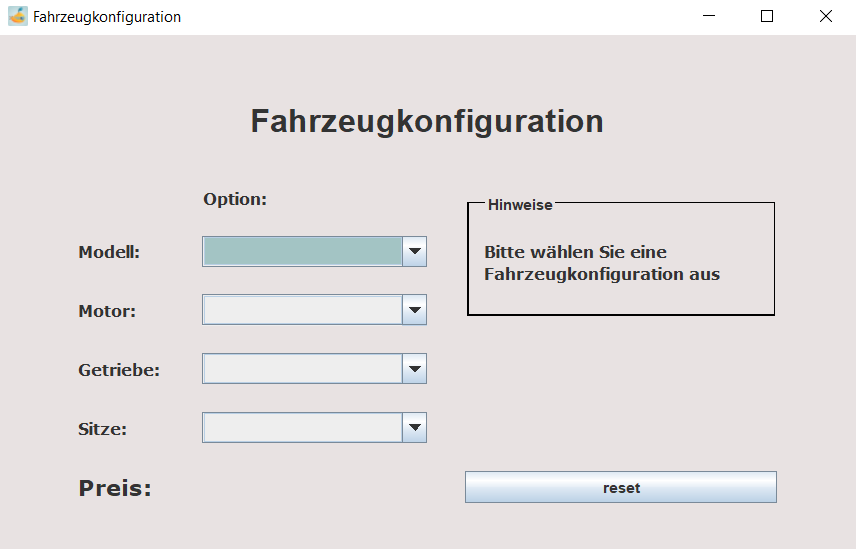 Fahrzeugkonfiguration
Fahrzeugkonfiguration
Option:
Hinweise
Modell:
Bitte wählen Sie eine
Fahrzeugkonfiguration aus
Motor:
Getriebe:
Sitze:
Preis:
reset